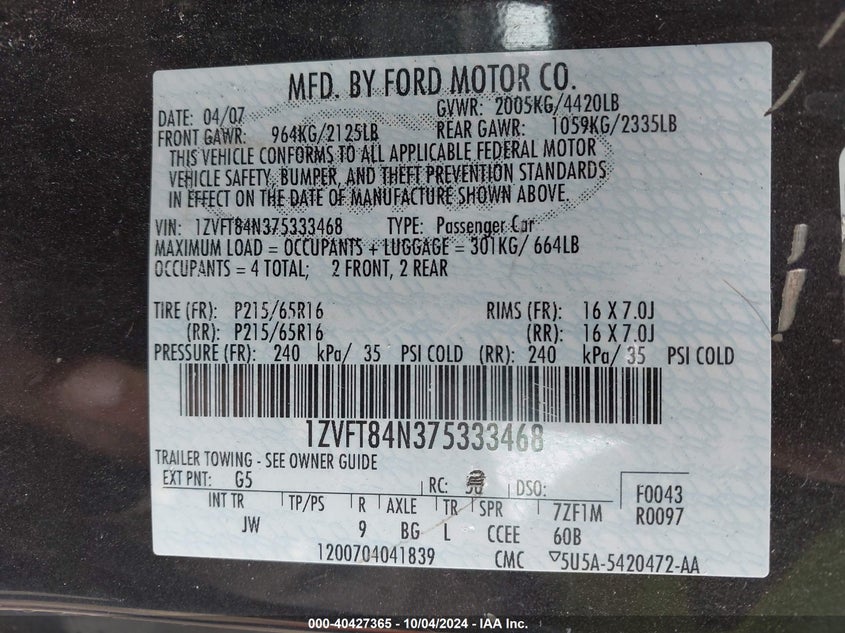 MFD. BY FORD MOTOR CO.
DATE: 04/07 GVWR: 2005KG/4420LB
FRONT GAWR: 964KG/2125LB REAR GAWR: 1059KG/2335LB
THIS VEHICLE CONFORMS TO ALL APPLICABLE FEDERAL MOTOR
VEHICLE SAFETY, BUMPER, AND THEFT PREVENTION STANDARDS
IN EFFECT ON THE DATE OF MANUFACTURE SHOWN ABOVE.
VIN: 1ZVFT84N375333468 TYPE: Passenger Car
MAXIMUM LOAD = OCCUPANTS + LUGGAGE = 301KG/ 664LB
OCCUPANTS = 4 TOTAL; 2 FRONT, 2 REAR
TIRE (FR): P215/65R16 RIMS (FR): 16 X 7.0J
(RR): P215/65R16 (RR): 16 X 7.0J
PRESSURE (FR): 240 kPa/ 35 PSI COLD (RR): 240 kPa/ 35 PSI COLD
1ZVFT84N375333468
TRAILER TOWING - SEE OWNER GUIDE
EXT PNT: G5 RC: DSO: F0043
INT TR TP/PS R AXLE TR SPR 7ZF1M R0097
JW 9 BG L CCEE 60B
1200704041839 CMC ▽5U5A-5420472-AA
000-40427365 - 10/04/2024 - IAA Inc.